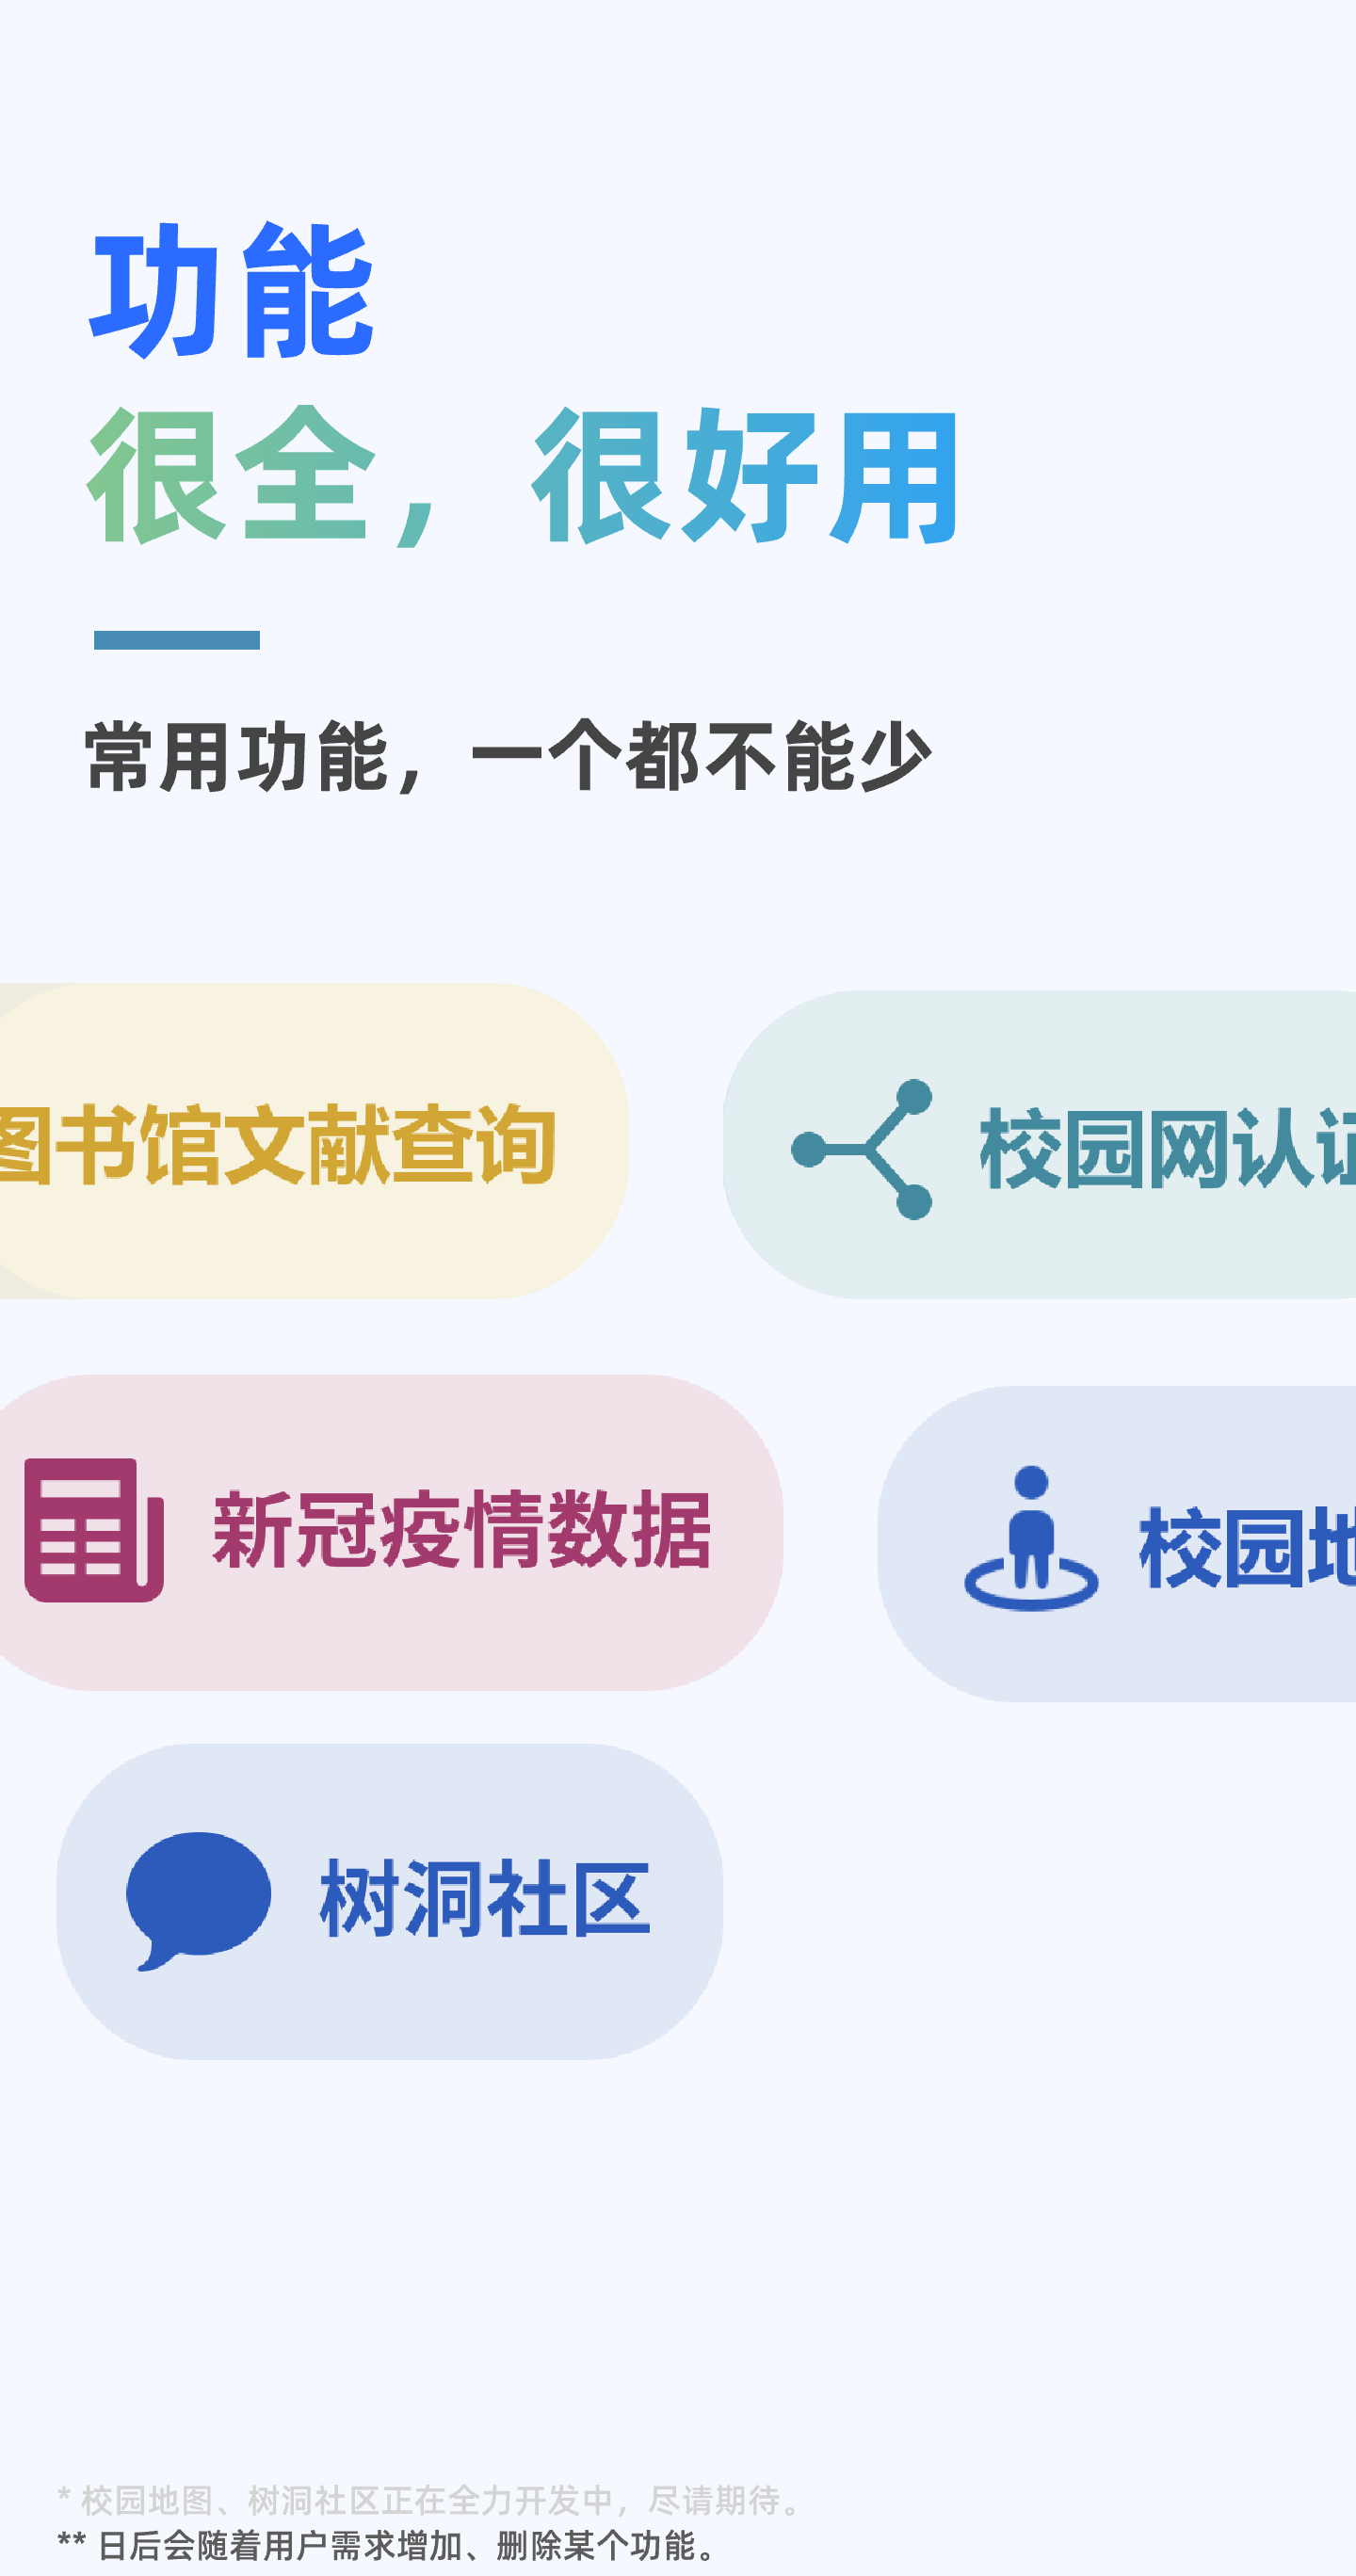 功能
很全，很好用
常用功能，一个都不能少
图书馆文献查询
校园网认证
新冠疫情数据
校园地
树洞社区
* 校园地图、树洞社区正在全力开发中，尽请期待。
** 日后会随着用户需求增加、删除某个功能。